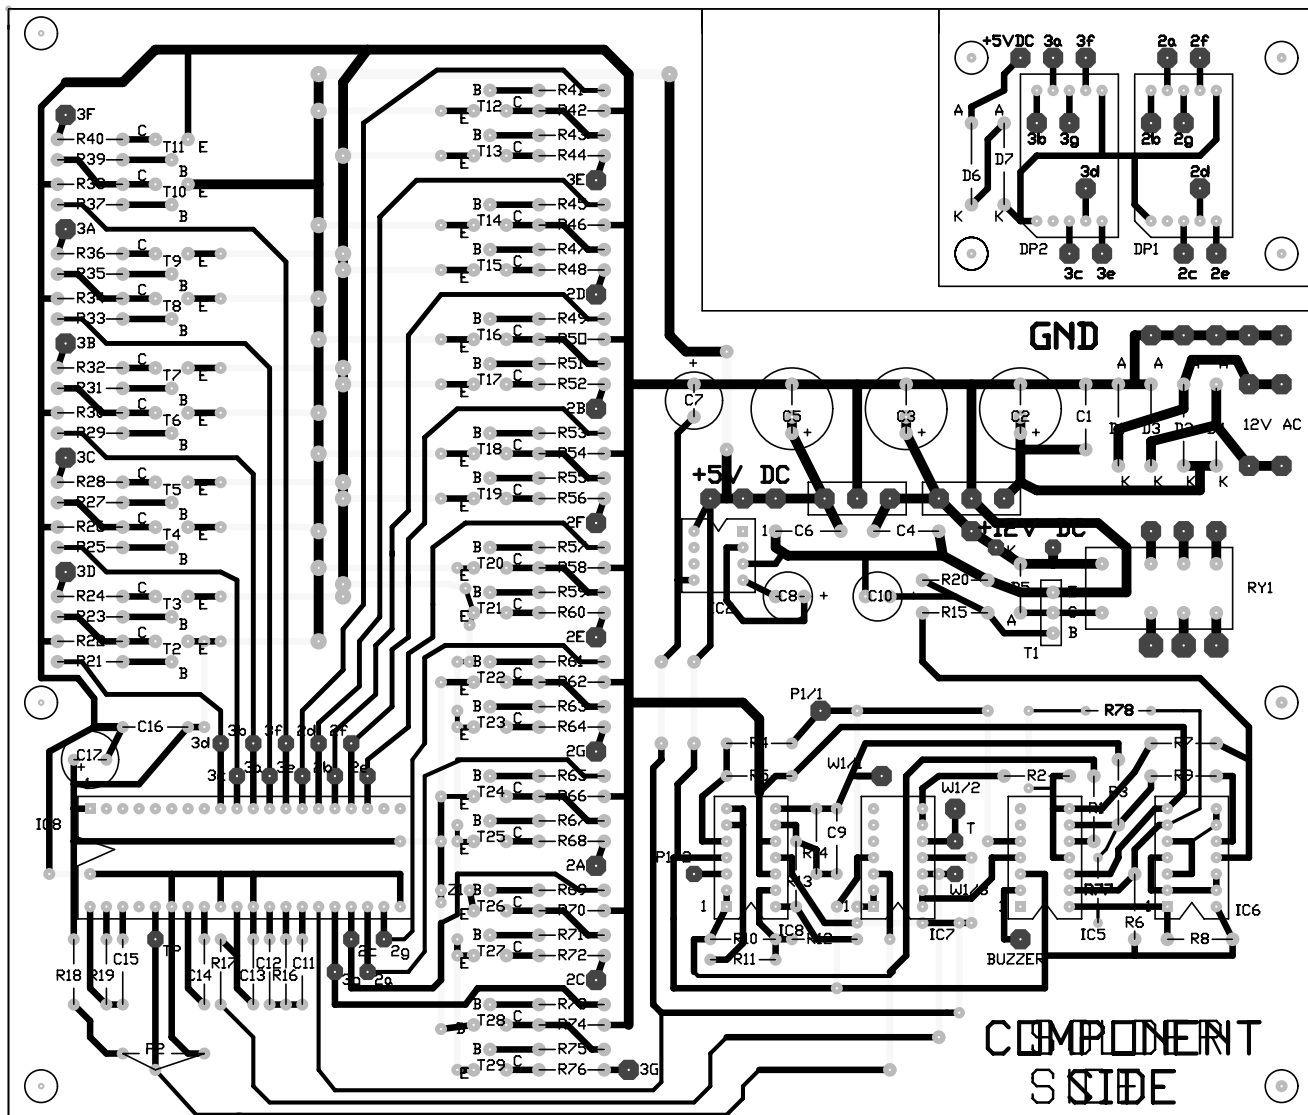 +5VDC 3a 3f 2a 2f
A A 3b 3g 2b 2g
D6 D7 3d 2d
K K DP2 DP1
3c 3e 2c 2e
3F
R40 C T11 E
R39 B
R38 C T10 E
R37 B
3A
R36 C T9 E
R35
R34 C T8 E
R33 B
3B
R32 C T7 E
R31 B
R30 C T6 E
R29 B
3C
R28 C T5 E
R27 B
R26 C T4 E
R25 B
3D
R24 C T3 E
R23 B
R22 C T2 E
R21 B
B R41
E T12 C R42
B R43
E T13 C R44
3E
B R45
E T14 C R46
B R47
E T15 C R48
2D
B R49
E T16 C R50
B R51
E T17 C R52
2B
B R53
E T18 C R54
B R55
E T19 C R56
2F
B R57
E T20 C R58
B R59
E T21 C R60
2E
B R61
E T22 C R62
B R63
E T23 C R64
2G
B R65
E T24 C R66
B R67
E T25 C R68
2A
Z1 B R69
E T26 C R70
B R71
E T27 C R72
2C
B R73
B T28 C R74
B R75
E T29 C R76 3G
GND
+ A A A A
C7 C5 C3 C2 C1
+ + + D3 D2 12V AC
+5V DC K K K K
1 C6 C4 +12V DC
K
R20
C8 + C10 + R15 A B RY1
T1
C16
C17 +
3d 3f 2d
3e 2b
P1/1 R78
R4 W1/1 R2 R7
R5 W1/2 R3 R9
C9 T R1
R14
P1/2 R13 W1/3 R77
1 1 1 1
IC8 IC7 IC5 R6 IC6
R10 R12 R8
R11 BUZZER
TP 2c 2g
R18 R19 C15 C14 R17 C13 C12 R16 C11
P2
COMPONENT
SIDE